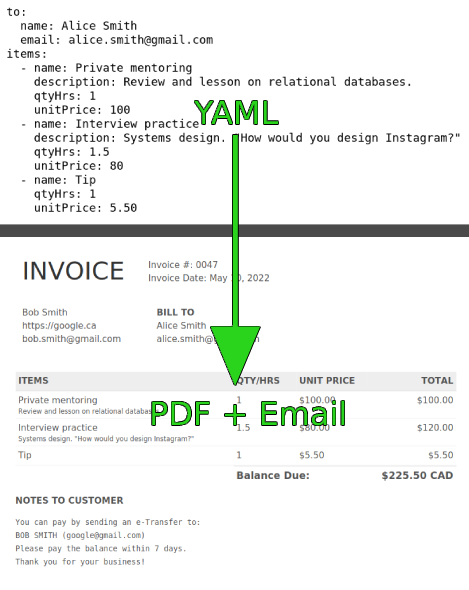 to:
name: Alice Smith
email: alice.smith@gmail.com
items:
- name: Private mentoring
description: Review and lesson on relational databases.
qtyHrs: 1
unitPrice: 100
- name: Interview practice
description: Systems design. "How would you design Instagram?"
qtyHrs: 1.5
unitPrice: 80
- name: Tip
qtyHrs: 1
unitPrice: 5.50
YAML
INVOICE
Invoice #: 0047
Invoice Date: May 2022
Bob Smith
https://google.ca
bob.smith@gmail.com
BILL TO
Alice Smith
alice.smith@
ITEMS QTY/HRS UNIT PRICE TOTAL
Private mentoring 1 $100.00 $100.00
Review and lesson on relational
Interview practice 1.5 $80.00 $120.00
Systems design. "How would you design Instagram?"
Tip 1 $5.50 $5.50
PDF + Email
Balance Due: $225.50 CAD
NOTES TO CUSTOMER
You can pay by sending an e-Transfer to:
BOB SMITH (google@gmail.com)
Please pay the balance within 7 days.
Thank you for your business!